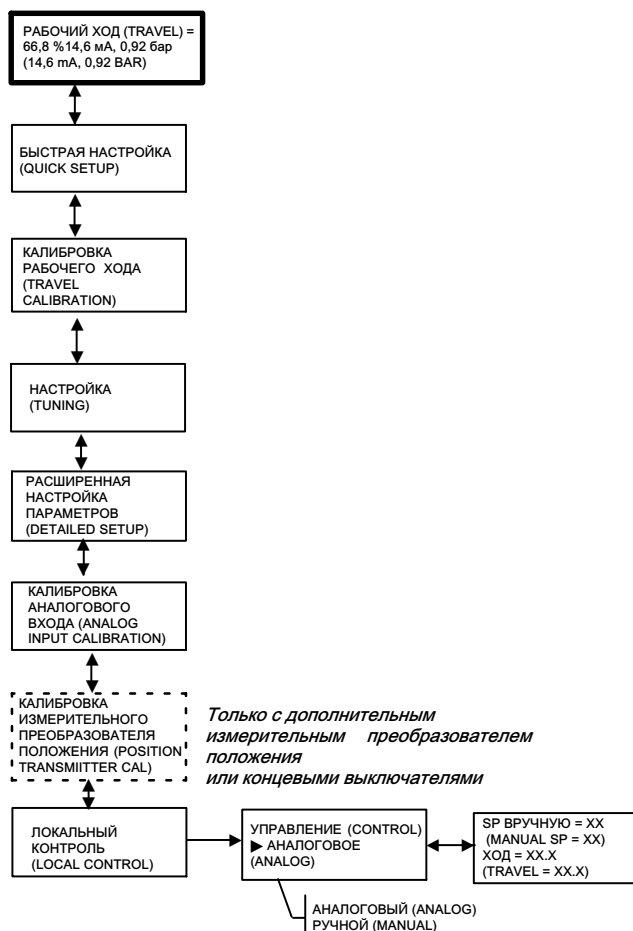 РАБОЧИЙ ХОД (TRAVEL) =
66,8 %14,6 мА, 0,92 бар
(14,6 mA, 0,92 BAR)
БЫСТРАЯ НАСТРОЙКА
(QUICK SETUP)
КАЛИБРОВКА
РАБОЧЕГО ХОДА
(TRAVEL
CALIBRATION)
НАСТРОЙКА
(TUNING)
РАСШИРЕННАЯ
НАСТРОЙКА
ПАРАМЕТРОВ
(DETAILED SETUP)
КАЛИБРОВКА
АНАЛОГОВОГО
ВХОДА (ANALOG
INPUT CALIBRATION)
КАЛИБРОВКА
ИЗМЕРИТЕЛЬНОГО
ПРЕОБРАЗОВАТЕЛЯ
ПОЛОЖЕНИЯ (POSITION
TRANSMIITTER CAL)
Только с дополнительным
измерительным преобразователем
положения
или концевыми выключателями
ЛОКАЛЬНЫЙ
КОНТРОЛЬ
(LOCAL CONTROL)
УПРАВЛЕНИЕ (CONTROL)
▶ АНАЛОГОВОЕ
(ANALOG)
SP ВРУЧНУЮ = XX
(MANUAL SP = XX)
ХОД = XX.X
(TRAVEL = XX.X)
АНАЛОГОВЫЙ (ANALOG)
РУЧНОЙ (MANUAL)